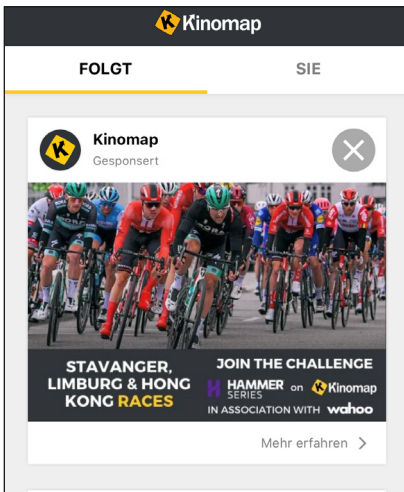 Kinomap
FOLGT
SIE
Kinomap
Gesponsert
BORA
STAVANGER,
LIMBURG & HONG
KONG RACES
JOIN THE CHALLENGE
HAMMER SERIES on Kinomap
IN ASSOCIATION WITH wahoo
Mehr erfahren >